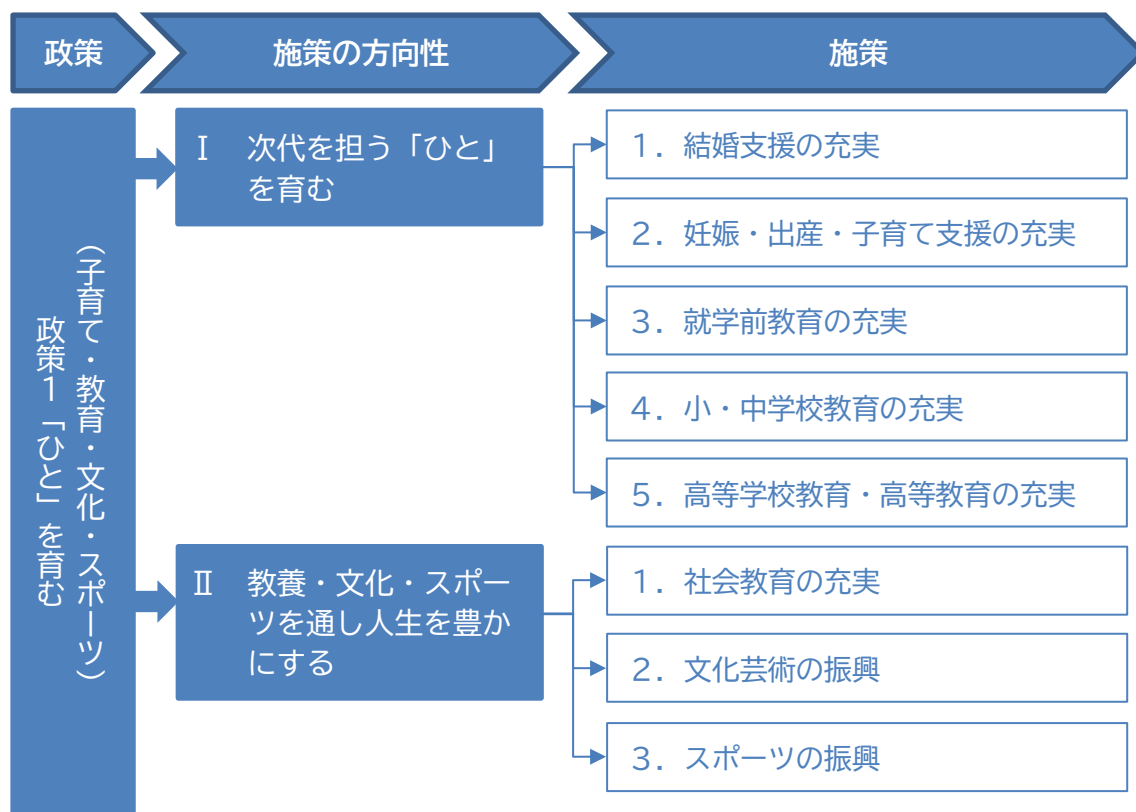 政策
施策の方向性
施策
政策１「ひと」を育む
（子育て・教育・文化・スポーツ）
Ⅰ　次代を担う「ひと」
を育む
１．結婚支援の充実
２．妊娠・出産・子育て支援の充実
３．就学前教育の充実
４．小・中学校教育の充実
５．高等学校教育・高等教育の充実
Ⅱ　教養・文化・スポー
ツを通し人生を豊か
にする
１．社会教育の充実
２．文化芸術の振興
３．スポーツの振興